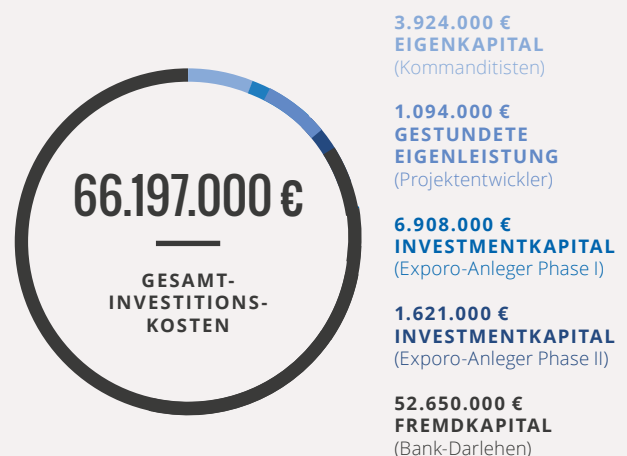 66.197.000 €
GESAMT-
INVESTITIONS-
KOSTEN
3.924.000 €
EIGENKAPITAL
(Kommanditisten)
1.094.000 €
GESTUNDETE
EIGENLEISTUNG
(Projektentwickler)
6.908.000 €
INVESTMENTKAPITAL
(Exporo-Anleger Phase I)
1.621.000 €
INVESTMENTKAPITAL
(Exporo-Anleger Phase II)
52.650.000 €
FREMDKAPITAL
(Bank-Darlehen)